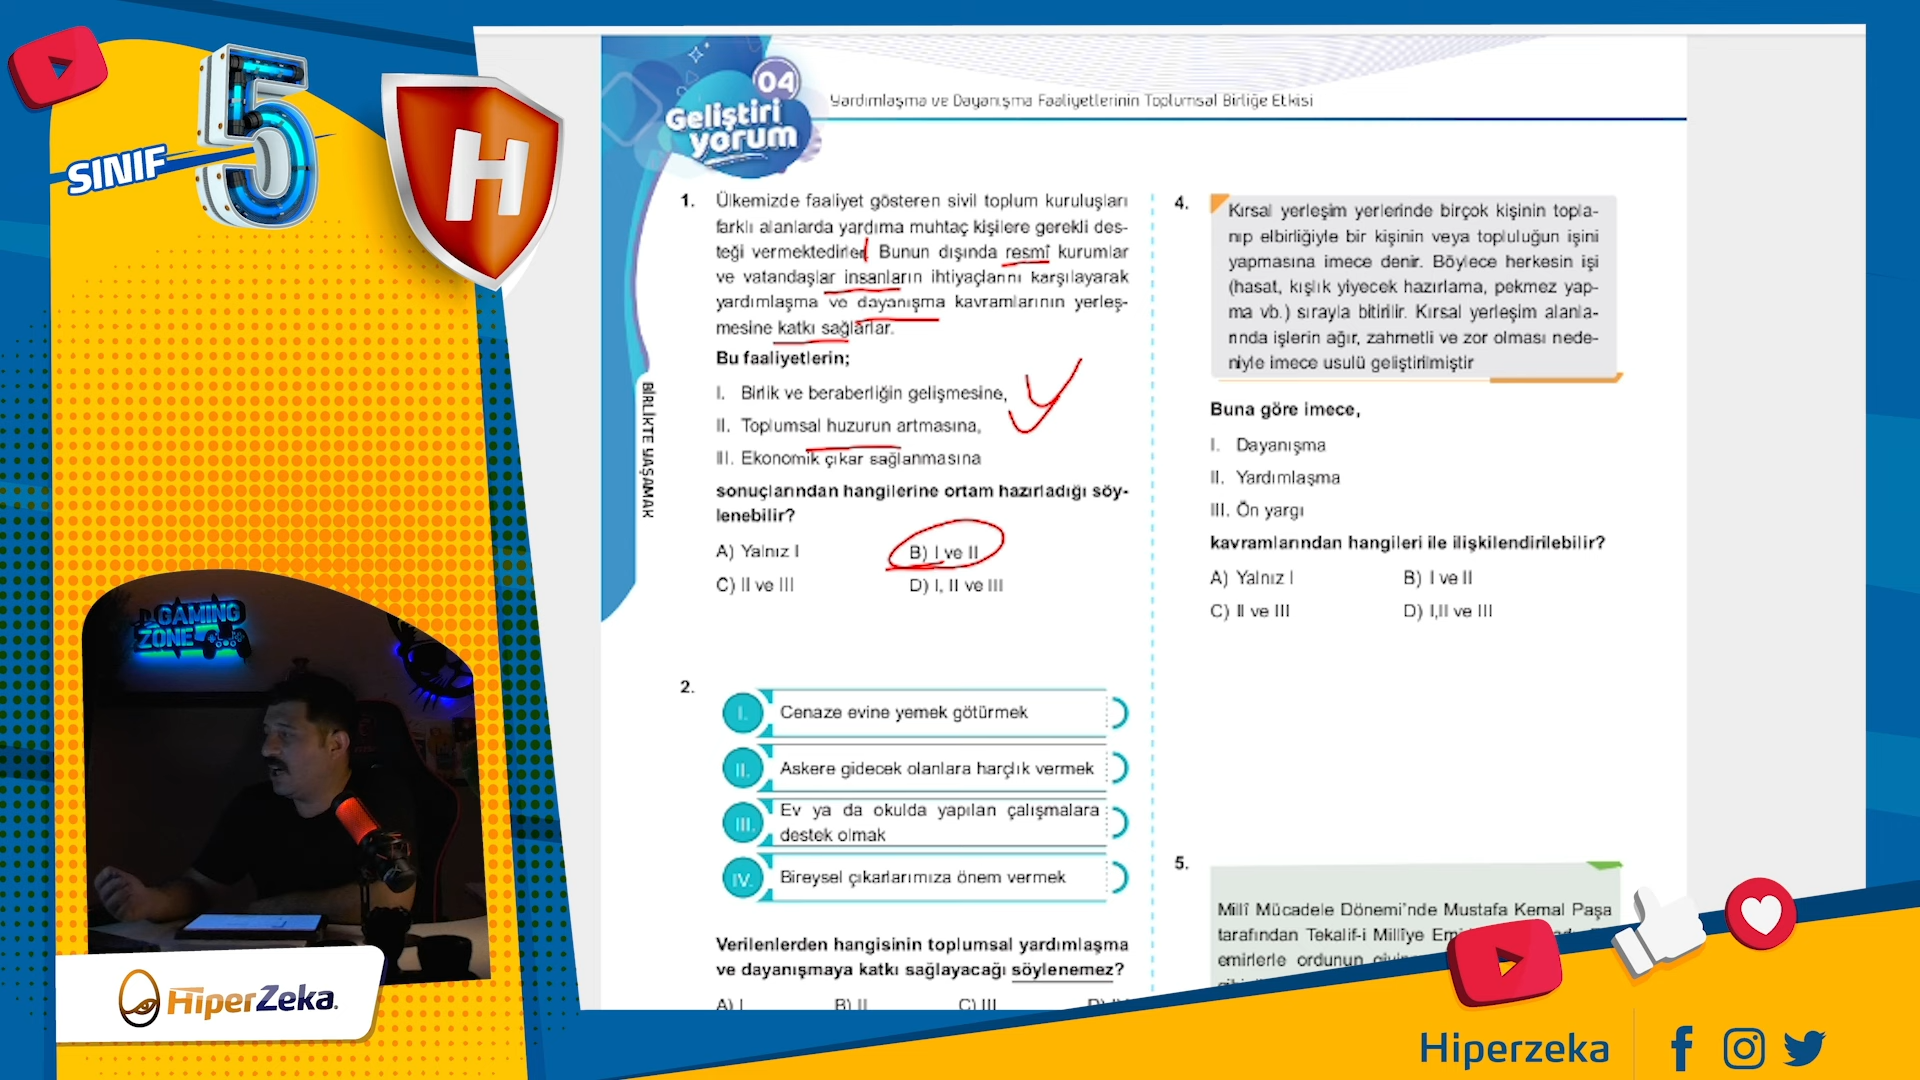 5
SINIF
H
GAMING
ZONE
HiperZeka.
04
Geliştiri
yorum
Yardımlaşma ve Dayanışma Faaliyetlerinin Toplumsal Birliğe Etkisi
BİRLİKTE YAŞAMAK
1. Ülkemizde faaliyet gösteren sivil toplum kuruluşları
farklı alanlarda yardıma muhtaç kişilere gerekli des-
teği vermektedirler. Bunun dışında resmî kurumlar
ve vatandaşlar insanların ihtiyaçlarını karşılayarak
yardımlaşma ve dayanışma kavramlarının yerleş-
mesine katkı sağlarlar.
Bu faaliyetlerin;
I. Birlik ve beraberliğin gelişmesine,
II. Toplumsal huzurun artmasına,
III. Ekonomik çıkar sağlanmasına
sonuçlarından hangilerine ortam hazırladığı söy-
lenebilir?
A) Yalnız I B) I ve II
C) II ve III D) I, II ve III
2.
I. Cenaze evine yemek götürmek
II. Askere gidecek olanlara harçlık vermek
III. Ev ya da okulda yapılan çalışmalara
destek olmak
IV. Bireysel çıkarlarımıza önem vermek
Verilenlerden hangisinin toplumsal yardımlaşma
ve dayanışmaya katkı sağlayacağı söylenemez?
A) I B) II C) III D) IV
4. Kırsal yerleşim yerlerinde birçok kişinin topla-
nıp elbirliğiyle bir kişinin veya topluluğun işini
yapmasına imece denir. Böylece herkesin işi
(hasat, kışlık yiyecek hazırlama, pekmez yap-
ma vb.) sırayla bitirilir. Kırsal yerleşim alanla-
rında işlerin ağır, zahmetli ve zor olması nede-
niyle imece usulü geliştirilmiştir
Buna göre imece,
I. Dayanışma
II. Yardımlaşma
III. Ön yargı
kavramlarından hangileri ile ilişkilendirilebilir?
A) Yalnız I B) I ve II
C) II ve III D) I,II ve III
5.
Millî Mücadele Dönemi'nde Mustafa Kemal Paşa
tarafından Tekalif-i Milliye
emirlerle ordunun
Hiperzeka